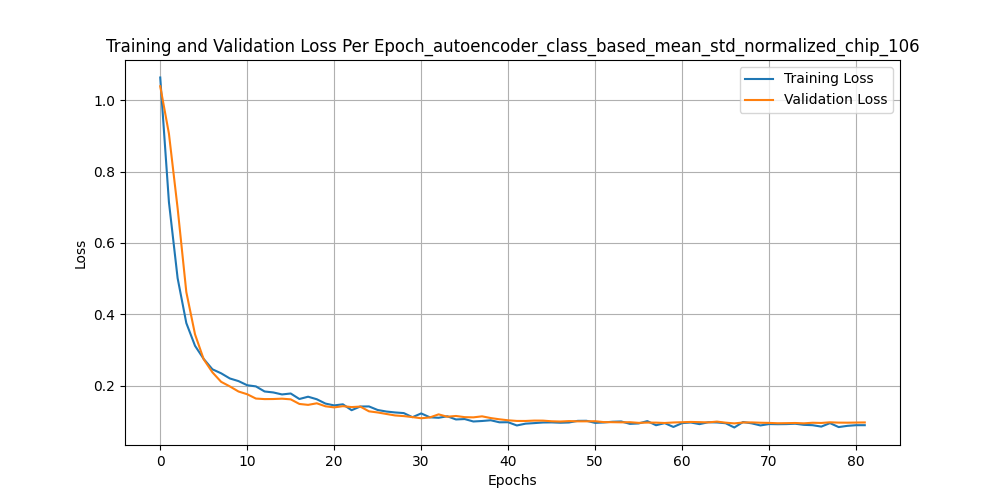 Training and Validation Loss Per Epoch_autoencoder_class_based_mean_std_normalized_chip_106
Training Loss
Validation Loss
1.0
0.8
0.6
0.4
0.2
Loss
0 10 20 30 40 50 60 70 80
Epochs